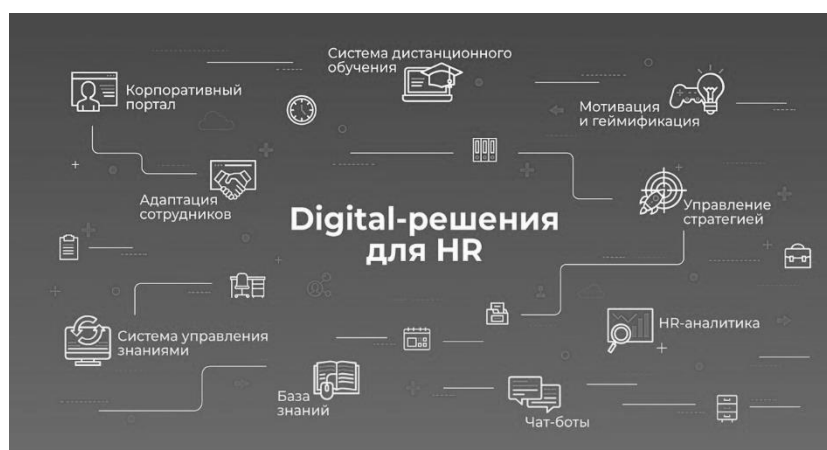 Система дистанционного
обучения
Корпоративный
портал
Мотивация
и геймификация
Адаптация
сотрудников
Управление
стратегией
Digital-решения
для HR
Система управления
знаниями
HR-аналитика
База
знаний
Чат-боты